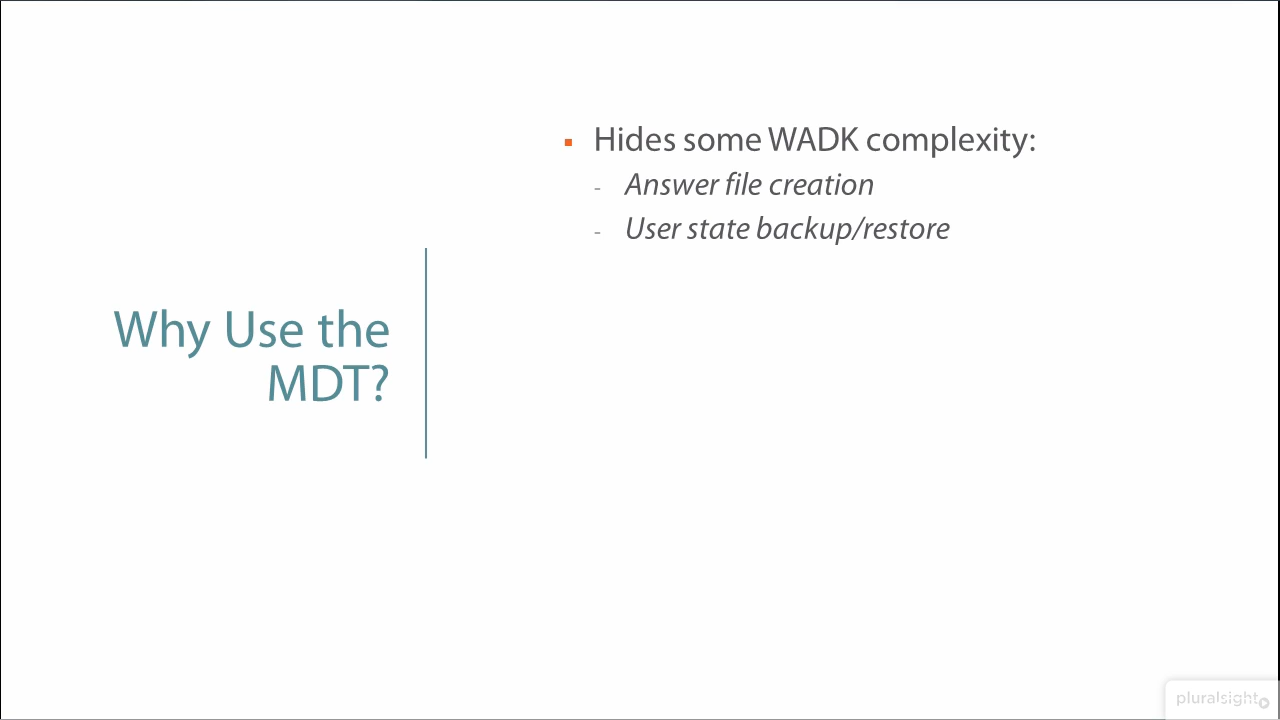 Why Use the
MDT?
▪ Hides some WADK complexity:
- Answer file creation
- User state backup/restore
pluralsight